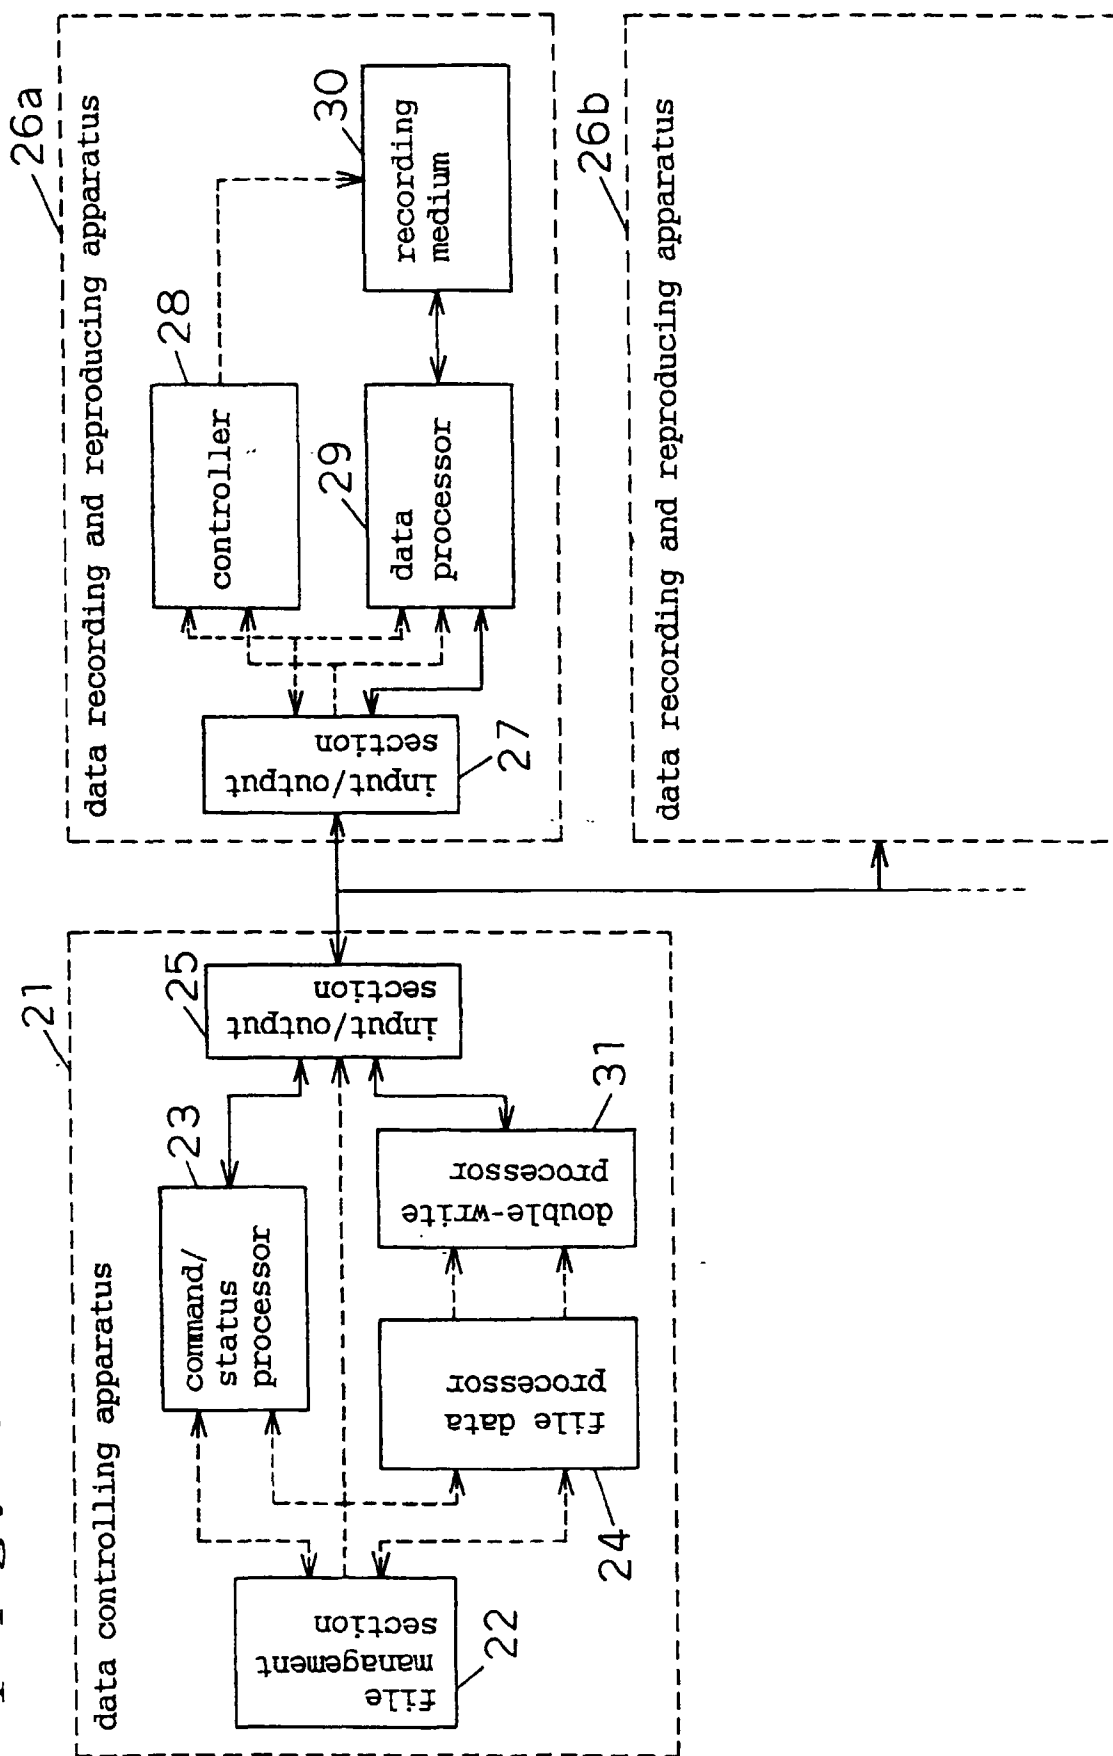 21
data controlling apparatus
file
management
section
22
command/
status
processor
23
file data
processor
24
double-write
processor
31
input/output
section
25
26a
data recording and reproducing apparatus
input/output
section
27
controller
28
data
processor
29
recording
medium
30
26b
data recording and reproducing apparatus